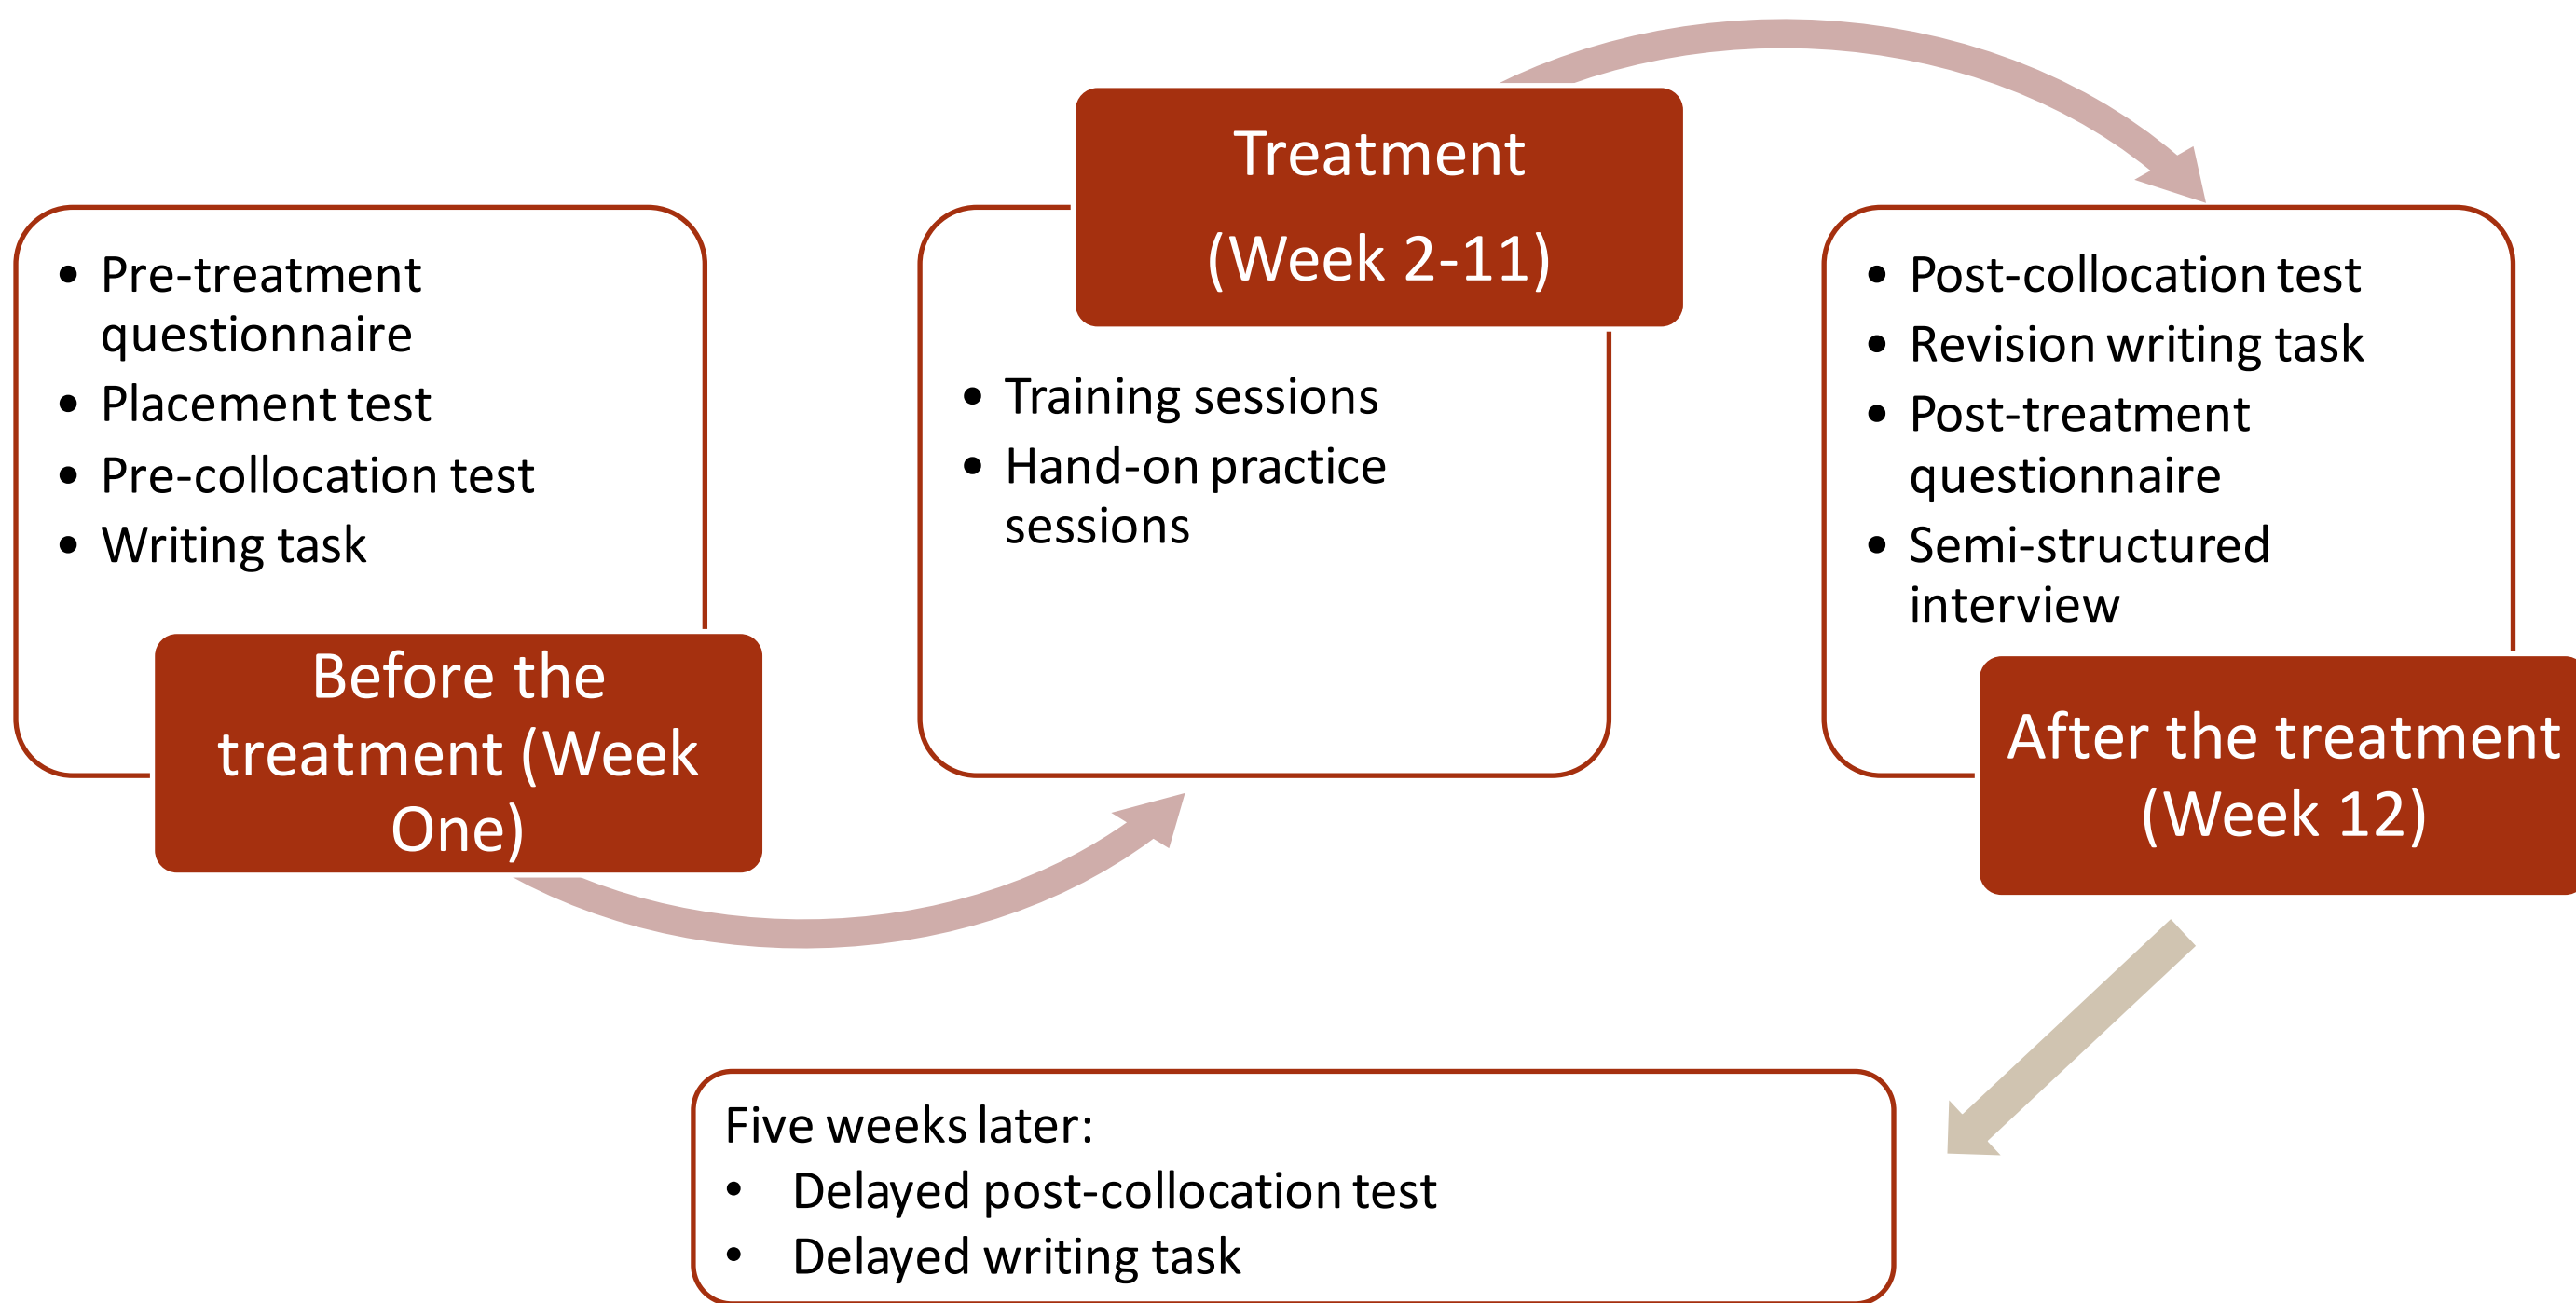 • Pre-treatment
questionnaire
• Placement test
• Pre-collocation test
• Writing task
Before the
treatment (Week
One)
Treatment
(Week 2-11)
• Training sessions
• Hand-on practice
sessions
• Post-collocation test
• Revision writing task
• Post-treatment
questionnaire
• Semi-structured
interview
After the treatment
(Week 12)
Five weeks later:
• Delayed post-collocation test
• Delayed writing task